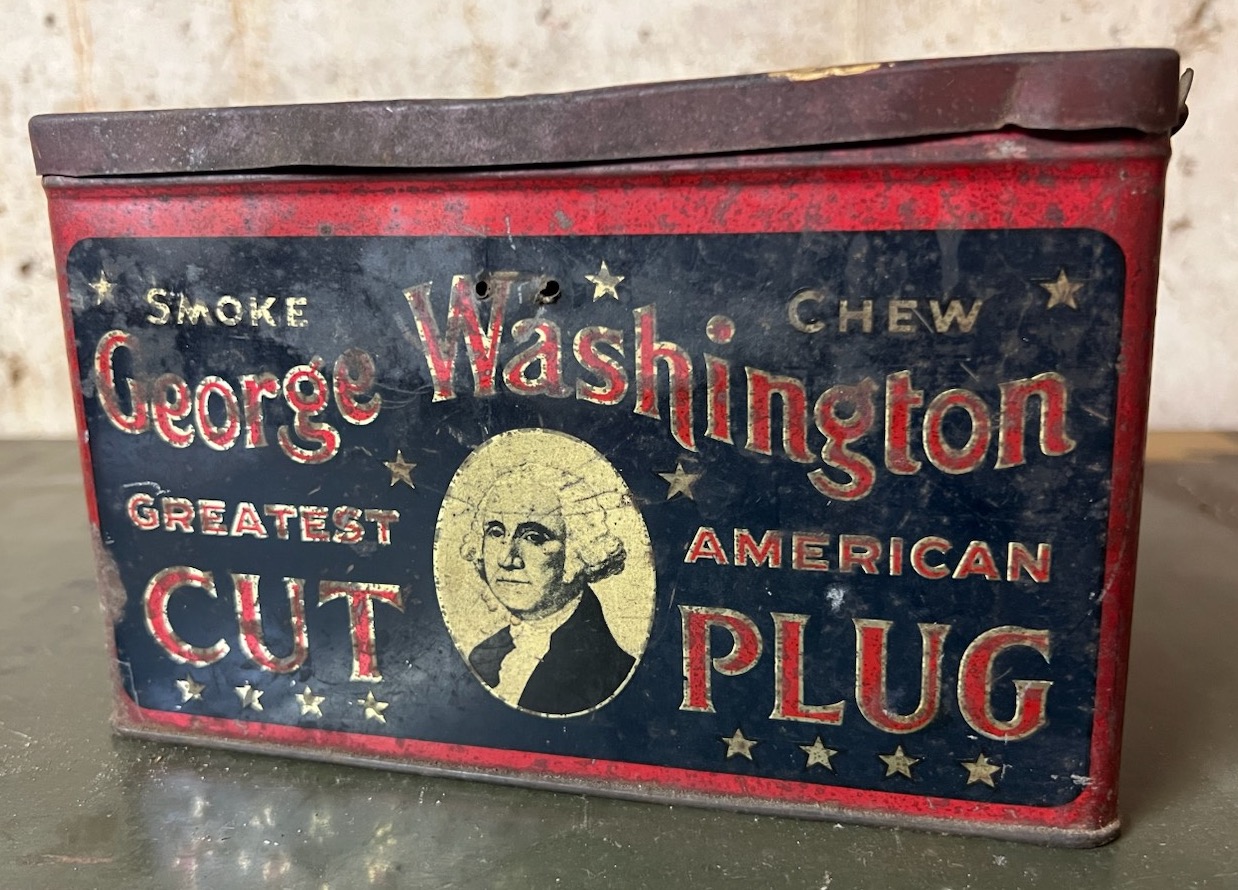 SMOKE CHEW
George Washington
GREATEST AMERICAN
CUT PLUG